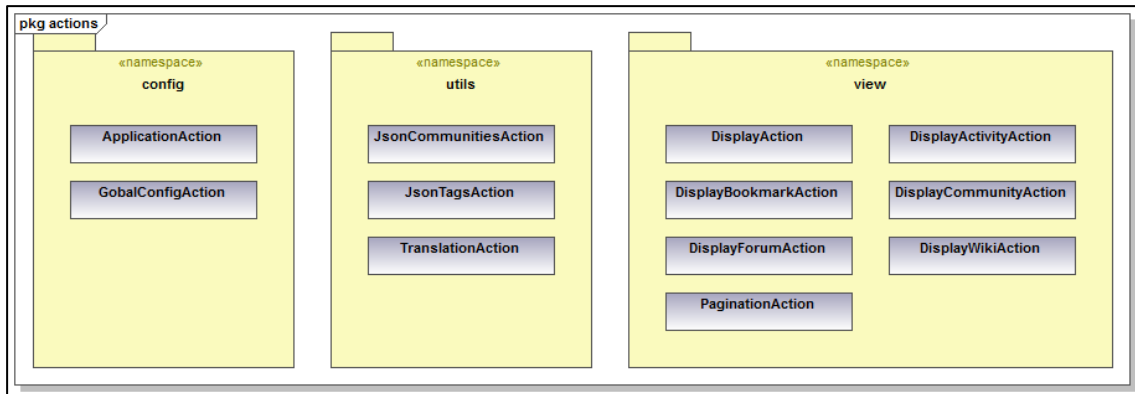 pkg actions
«namespace»
config
ApplicationAction
GobalConfigAction
«namespace»
utils
JsonCommunitiesAction
JsonTagsAction
TranslationAction
«namespace»
view
DisplayAction
DisplayActivityAction
DisplayBookmarkAction
DisplayCommunityAction
DisplayForumAction
DisplayWikiAction
PaginationAction